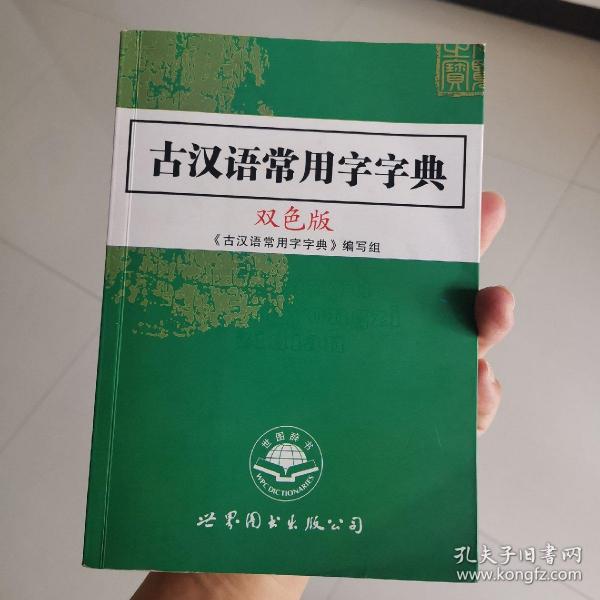 古汉语常用字字典
双色版
《古汉语常用字字典》编写组
世图辞书
WPC DICTIONARIES
世界图书出版公司
孔夫子旧书网
www.kongfz.com